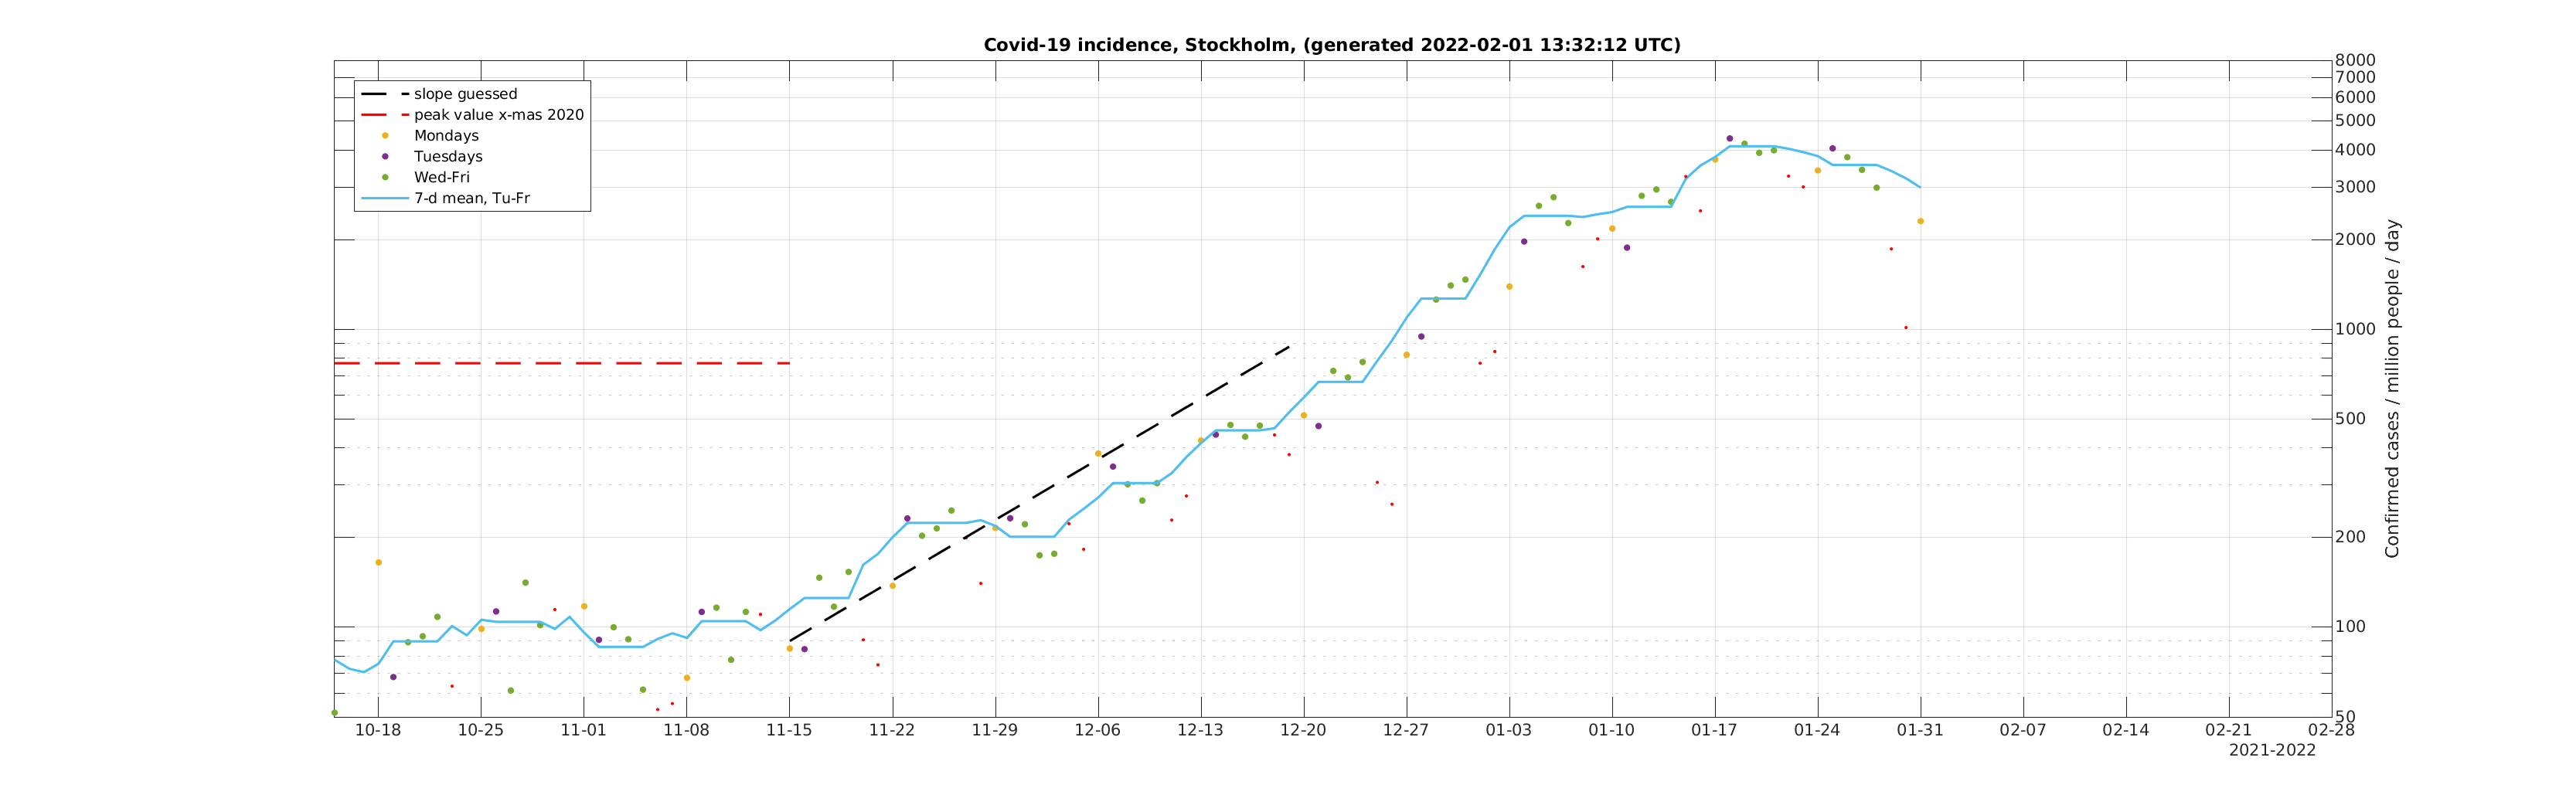 Covid-19 incidence, Stockholm, (generated 2022-02-01 13:32:12 UTC)
slope guessed
peak value x-mas 2020
Mondays
Tuesdays
Wed-Fri
7-d mean, Tu-Fr
8000
7000
6000
5000
4000
3000
2000
1000
500
200
100
50
Confirmed cases / million people / day
10-18 10-25 11-01 11-08 11-15 11-22 11-29 12-06 12-13 12-20 12-27 01-03 01-10 01-17 01-24 01-31 02-07 02-14 02-21 02-28
2021-2022